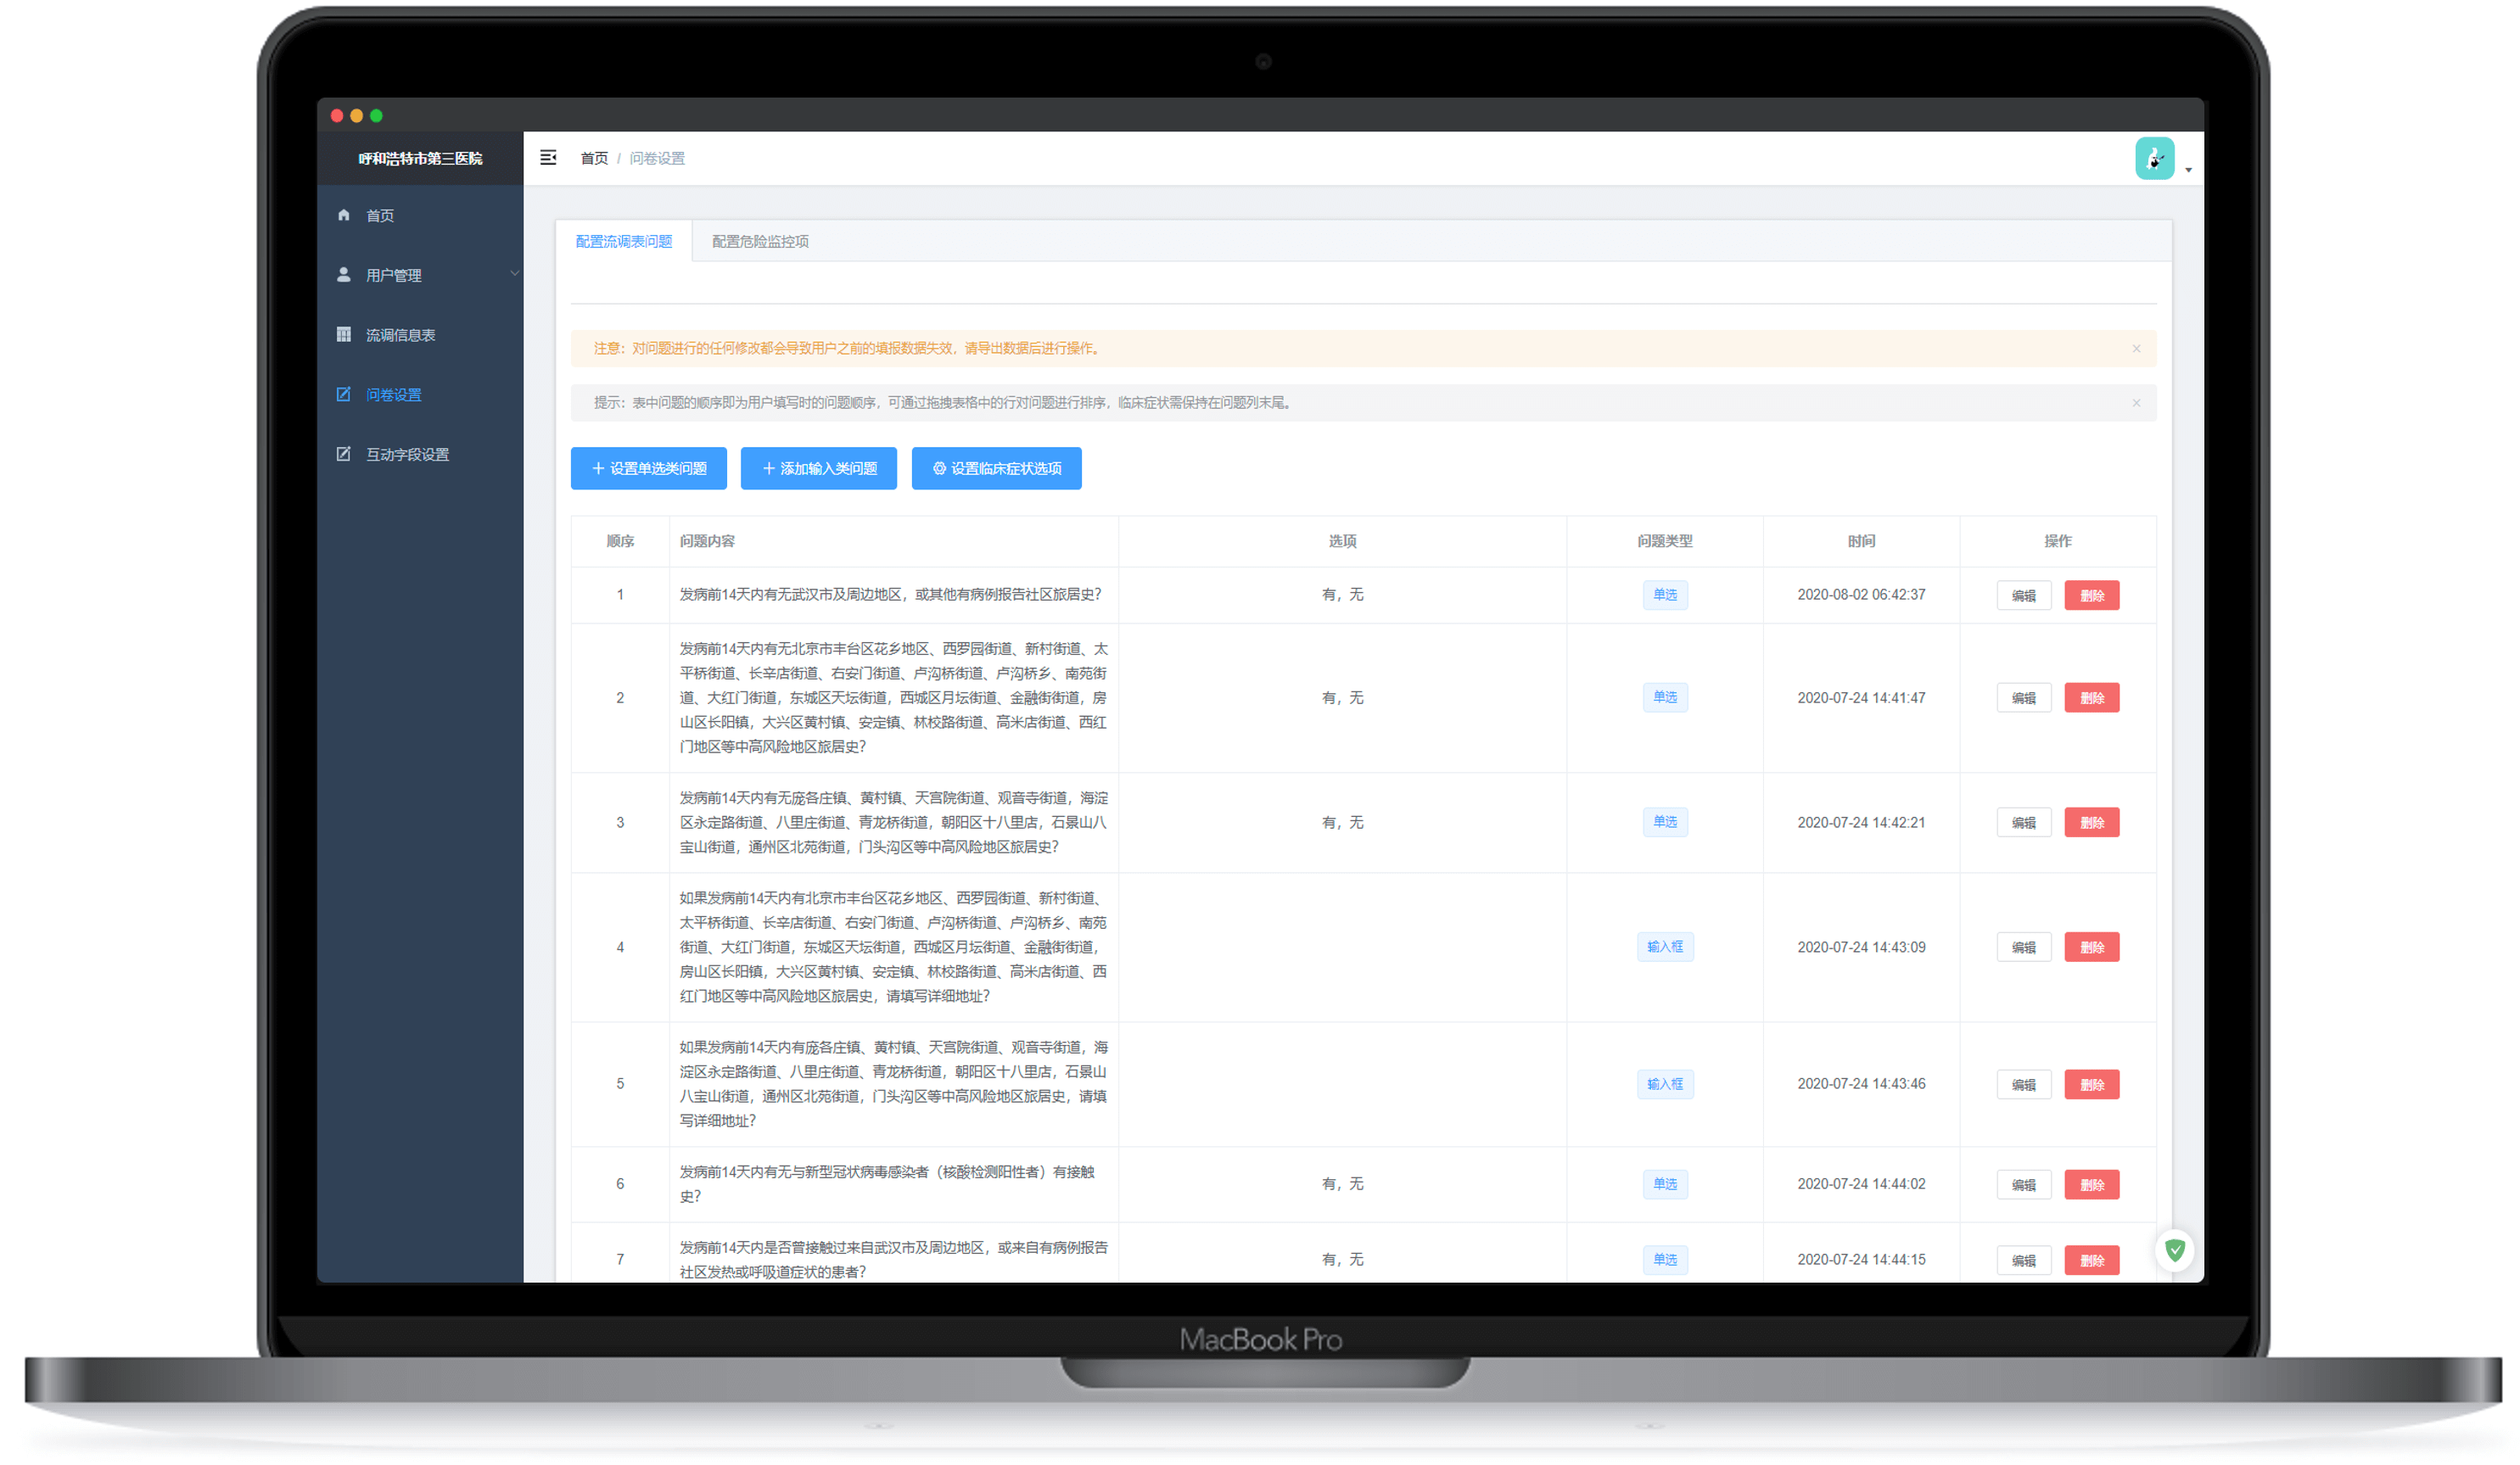 呼和浩特市第三医院
首页 / 问卷设置
首页
用户管理
流调信息表
问卷设置
互动字段设置
配置流调表问题 配置危险监控项
注意：对问题进行的任何修改都会导致用户之前的填报数据失效，请导出数据后进行操作。
提示：表中问题的顺序即为用户填写时的问题顺序，可通过拖拽表格中的行对问题进行排序，临床症状需保持在问题列末尾。
设置单选类问题 添加输入类问题 设置临床症状选项
顺序 问题内容 选项 问题类型 时间 操作
1 发病前14天内有无武汉市及周边地区，或其他有病例报告社区旅居史？ 有，无 单选 2020-08-02 06:42:37 编辑 删除
发病前14天内有无北京市丰台区花乡地区、西罗园街道、新村街道、太
平桥街道、长辛店街道、右安门街道、卢沟桥街道、卢沟桥乡、南苑街
2 道、大红门街道，东城区天坛街道，西城区月坛街道、金融街街道，房 有，无 单选 2020-07-24 14:41:47 编辑 删除
山区长阳镇，大兴区黄村镇、安定镇、林校路街道、高米店街道、西红
门地区等中高风险地区旅居史？
发病前14天内有无庞各庄镇、黄村镇、天宫院街道、观音寺街道，海淀
3 区永定路街道、八里庄街道、青龙桥街道，朝阳区十八里店，石景山八 有，无 单选 2020-07-24 14:42:21 编辑 删除
宝山街道，通州区北苑街道，门头沟区等中高风险地区旅居史？
如果发病前14天内有北京市丰台区花乡地区、西罗园街道、新村街道、
太平桥街道、长辛店街道、右安门街道、卢沟桥街道、卢沟桥乡、南苑
4 街道、大红门街道，东城区天坛街道，西城区月坛街道、金融街街道， 输入框 2020-07-24 14:43:09 编辑 删除
房山区长阳镇，大兴区黄村镇、安定镇、林校路街道、高米店街道、西
红门地区等中高风险地区旅居史，请填写详细地址？
如果发病前14天内有庞各庄镇、黄村镇、天宫院街道、观音寺街道，海
淀区永定路街道、八里庄街道、青龙桥街道，朝阳区十八里店，石景山
5 八宝山街道，通州区北苑街道，门头沟区等中高风险地区旅居史，请填 输入框 2020-07-24 14:43:46 编辑 删除
写详细地址？
6 发病前14天内有无与新型冠状病毒感染者（核酸检测阳性者）有接触 有，无 单选 2020-07-24 14:44:02 编辑 删除
史？
7 发病前14天内是否曾接触过来自武汉市及周边地区，或来自有病例报告 有，无 单选 2020-07-24 14:44:15 编辑 删除
社区发热或呼吸道症状的患者？
MacBook Pro